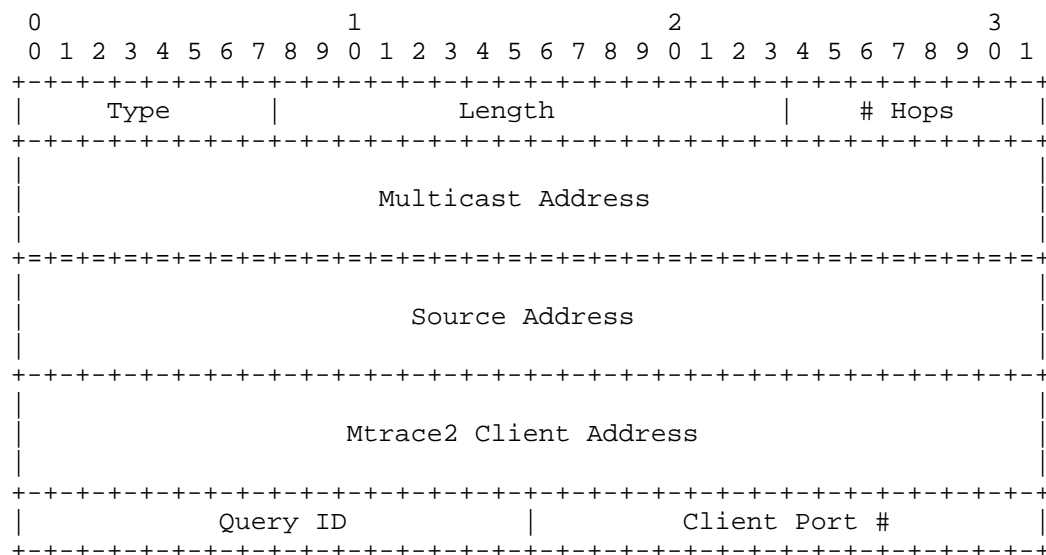 0                   1                   2                   3
 0 1 2 3 4 5 6 7 8 9 0 1 2 3 4 5 6 7 8 9 0 1 2 3 4 5 6 7 8 9 0 1
+-+-+-+-+-+-+-+-+-+-+-+-+-+-+-+-+-+-+-+-+-+-+-+-+-+-+-+-+-+-+-+-+
|     Type      |           Length              |    # Hops     |
+-+-+-+-+-+-+-+-+-+-+-+-+-+-+-+-+-+-+-+-+-+-+-+-+-+-+-+-+-+-+-+-+
|                                                               |
|                      Multicast Address                        |
|                                                               |
+=+=+=+=+=+=+=+=+=+=+=+=+=+=+=+=+=+=+=+=+=+=+=+=+=+=+=+=+=+=+=+=+
|                                                               |
|                        Source Address                         |
|                                                               |
+-+-+-+-+-+-+-+-+-+-+-+-+-+-+-+-+-+-+-+-+-+-+-+-+-+-+-+-+-+-+-+-+
|                                                               |
|                    Mtrace2 Client Address                     |
|                                                               |
+-+-+-+-+-+-+-+-+-+-+-+-+-+-+-+-+-+-+-+-+-+-+-+-+-+-+-+-+-+-+-+-+
|            Query ID           |         Client Port #         |
+-+-+-+-+-+-+-+-+-+-+-+-+-+-+-+-+-+-+-+-+-+-+-+-+-+-+-+-+-+-+-+-+